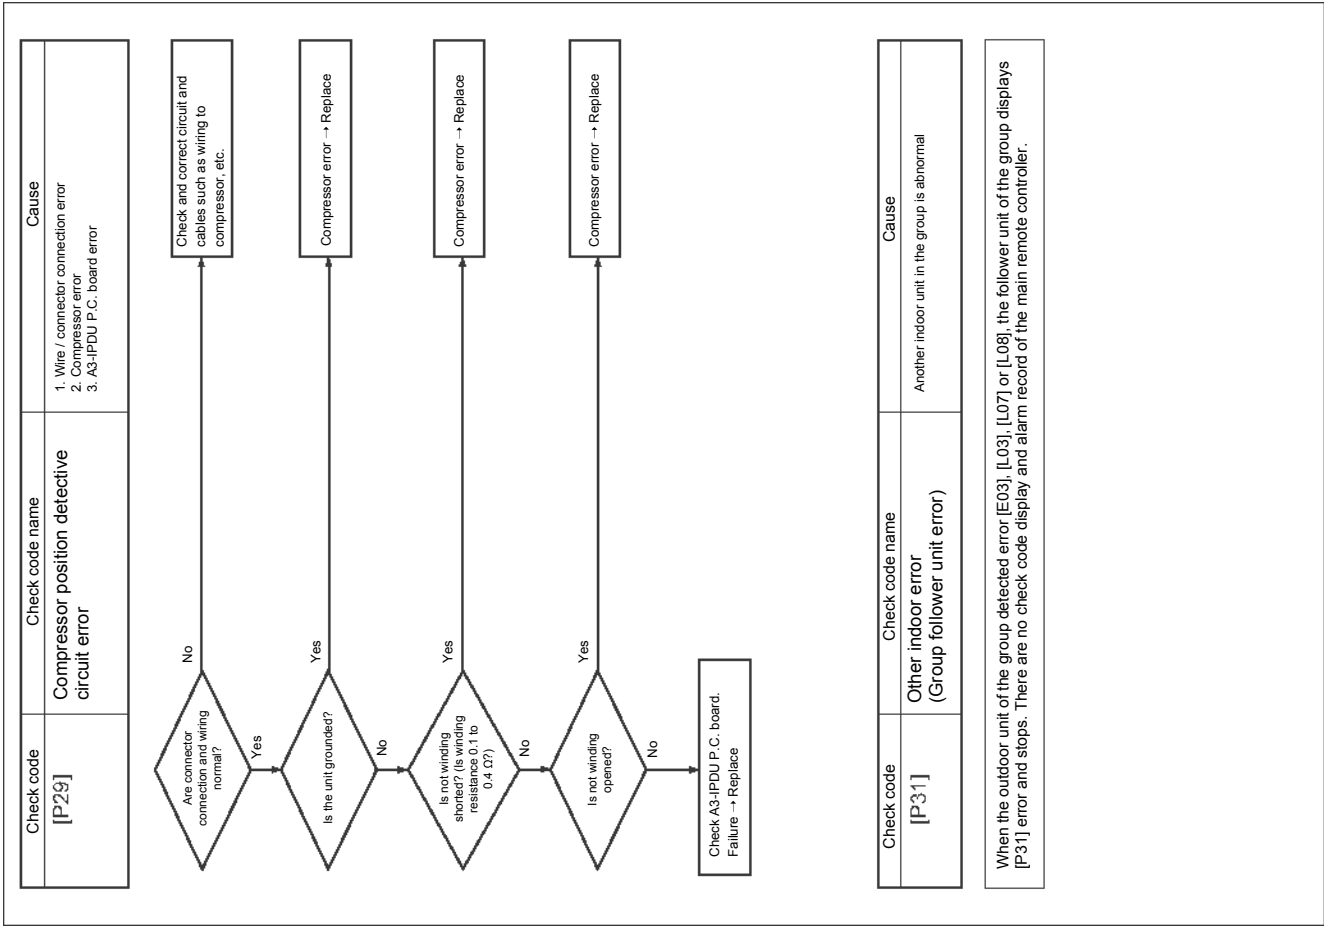 Check code
Check code name
Cause
[P29]
Compressor position detective
circuit error
1. Wire / connector connection error
2. Compressor error
3. A3-IPDU P.C. board error
Are connector
connection and wiring
normal?
No
Check and correct circuit and
cables such as wiring to
compressor, etc.
Yes
Is the unit grounded?
Yes
Compressor error → Replace
No
Is not winding
shorted? (Is winding
resistance 0.1 to
0.4 Ω?)
Yes
Compressor error → Replace
No
Is not winding
opened?
Yes
Compressor error → Replace
No
Check A3-IPDU P.C. board.
Failure → Replace
Check code
Check code name
Cause
[P31]
Other indoor error
(Group follower unit error)
Another indoor unit in the group is abnormal
When the outdoor unit of the group detected error [E03], [L03], [L07] or [L08], the follower unit of the group displays
[P31] error and stops. There are no check code display and alarm record of the main remote controller.